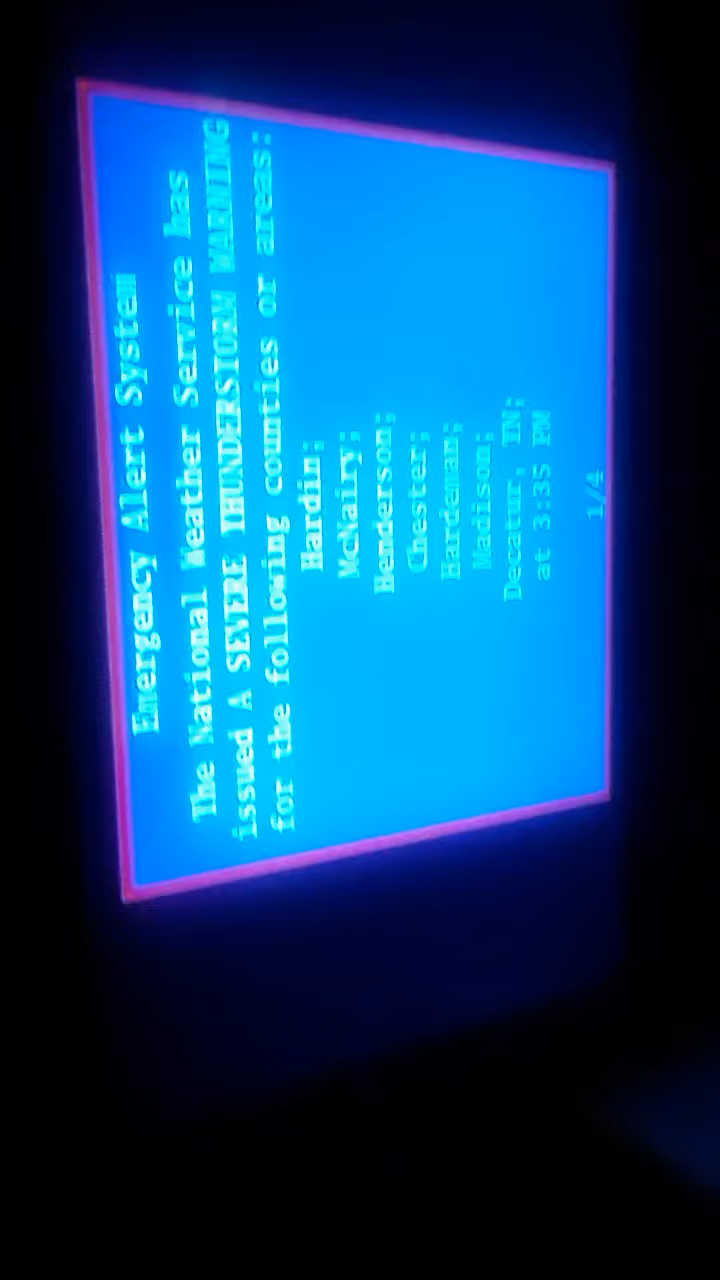 Emergency Alert System
The National Weather Service has
issued A SEVERE THUNDERSTORM WARNING
for the following counties or areas:
Hardin;
McNairy;
Henderson;
Chester;
Hardeman;
Madison;
Decatur, TN;
at 3:35 PM
1/4